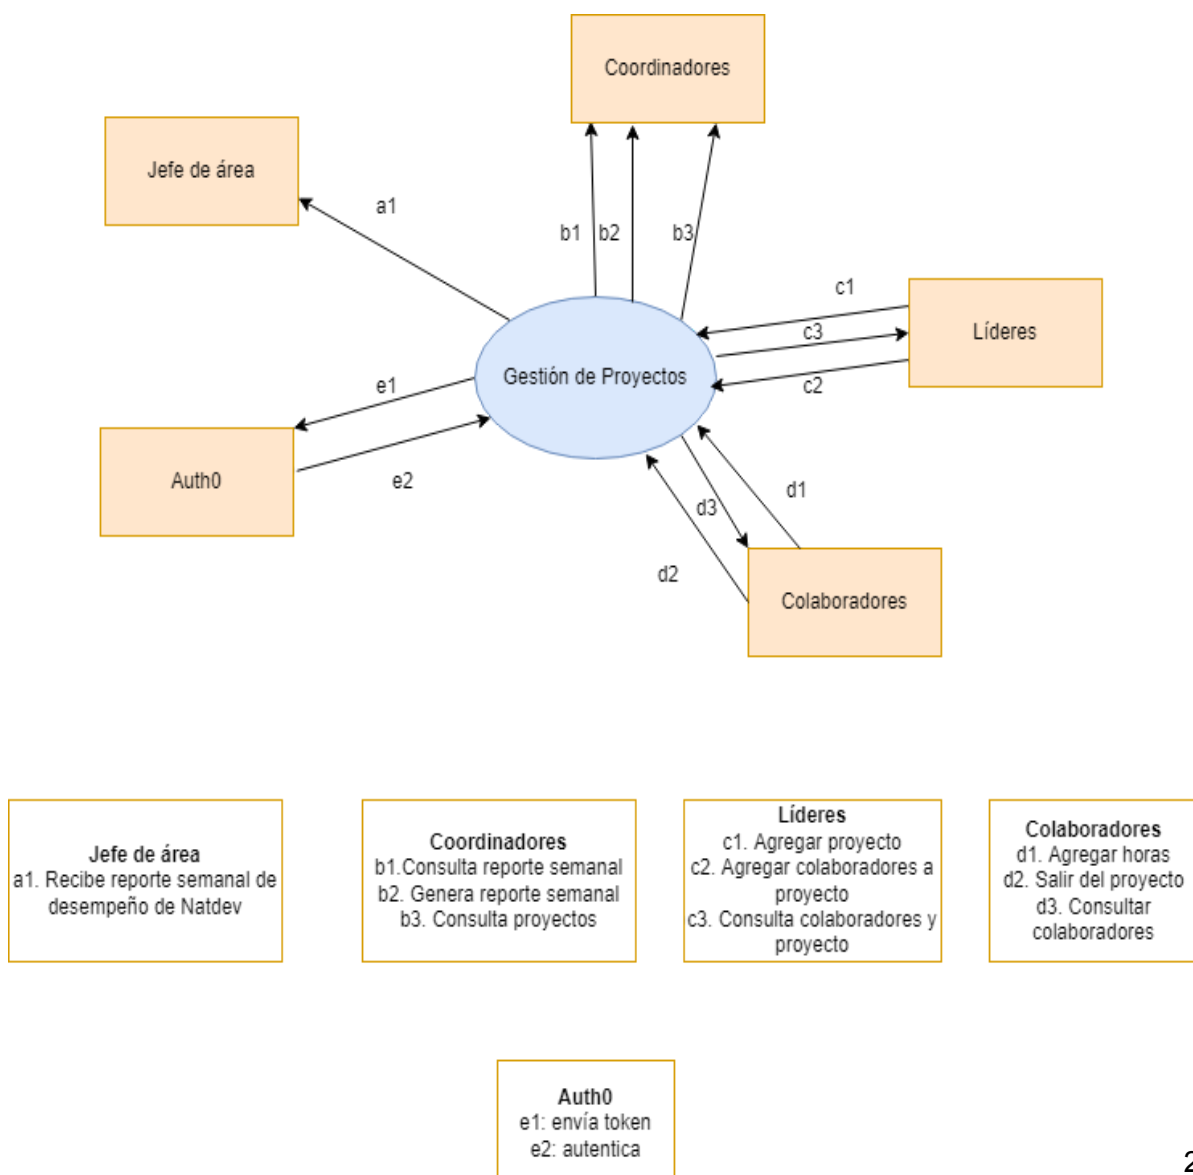 Coordinadores
Jefe de área
a1
b1
b2
b3
c1
Líderes
c3
Gestión de Proyectos
e1
c2
Auth0
e2
d1
d3
d2
Colaboradores
Jefe de área
a1. Recibe reporte semanal de
desempeño de Natdev
Coordinadores
b1.Consulta reporte semanal
b2. Genera reporte semanal
b3. Consulta proyectos
Líderes
c1. Agregar proyecto
c2. Agregar colaboradores a
proyecto
c3. Consulta colaboradores y
proyecto
Colaboradores
d1. Agregar horas
d2. Salir del proyecto
d3. Consultar
colaboradores
Auth0
e1: envía token
e2: autentica